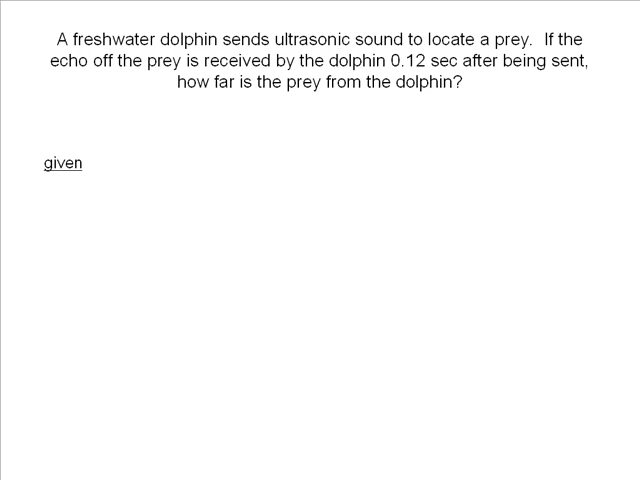 A freshwater dolphin sends ultrasonic sound to locate a prey.  If the
echo off the prey is received by the dolphin 0.12 sec after being sent,
how far is the prey from the dolphin?
given